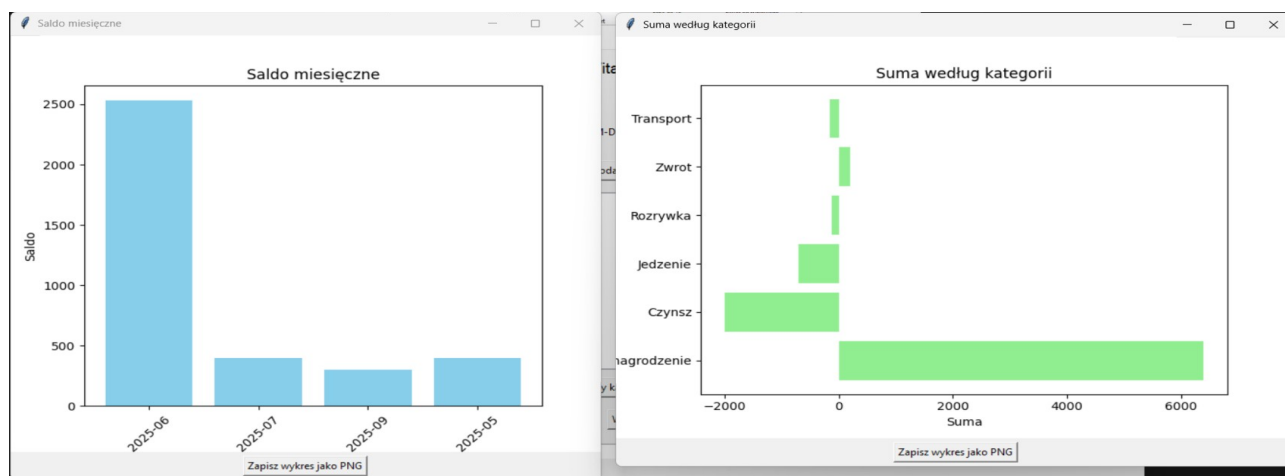 Saldo miesięczne
Saldo miesięczne
2500
2000
1500
1000
500
0
Saldo
2025-06
2025-07
2025-09
2025-05
Zapisz wykres jako PNG
Suma według kategorii
Suma według kategorii
Transport
Zwrot
Rozrywka
Jedzenie
Czynsz
nagrodzenie
−2000
0
2000
4000
6000
Suma
Zapisz wykres jako PNG